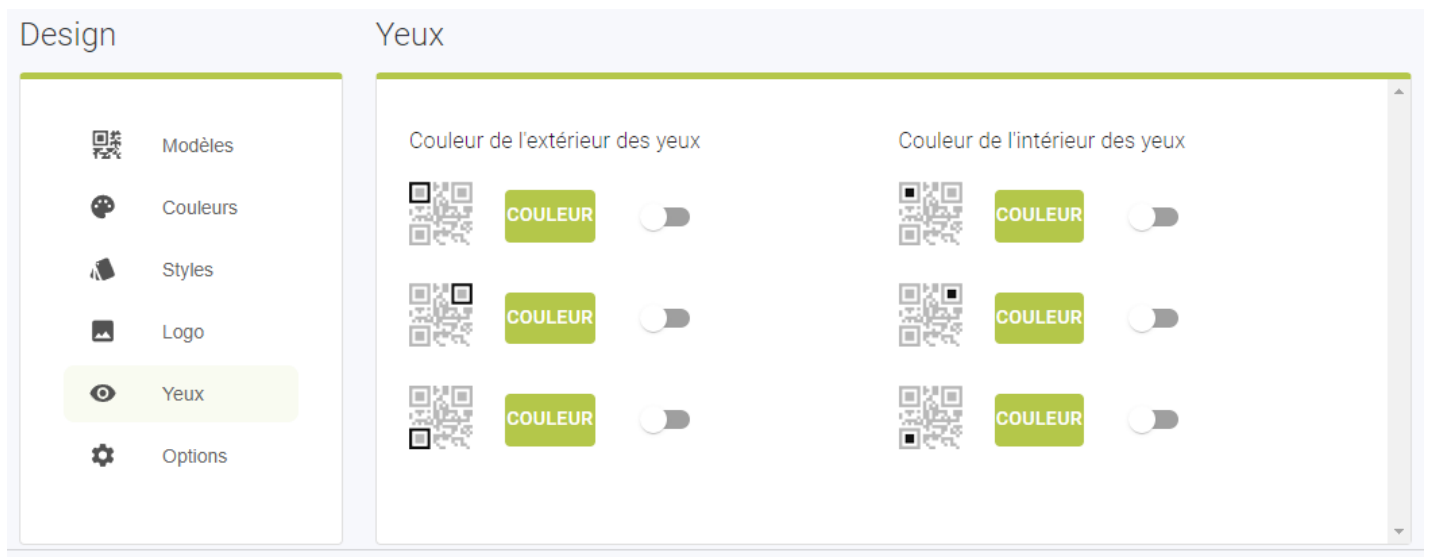 Design
Yeux
Modèles
Couleurs
Styles
Logo
Yeux
Options
Couleur de l'extérieur des yeux
COULEUR
COULEUR
COULEUR
Couleur de l'intérieur des yeux
COULEUR
COULEUR
COULEUR